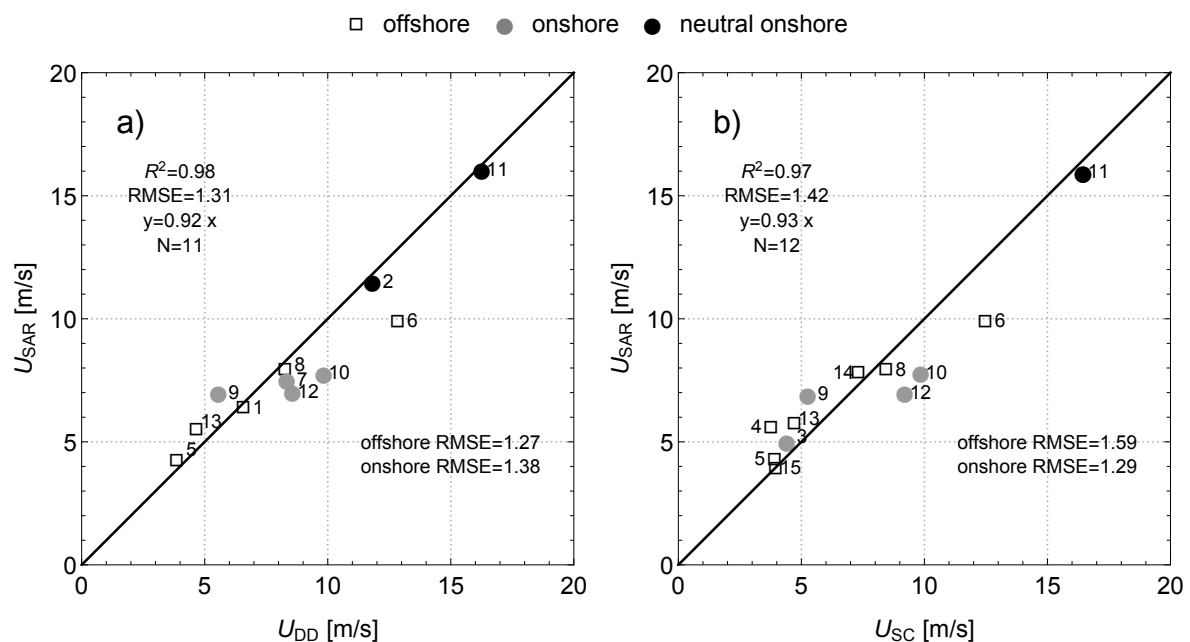 offshore onshore neutral onshore
a)
R²=0.98
RMSE=1.31
y=0.92 x
N=11
11
2
6
8
7
10
9
12
1
13
5
offshore RMSE=1.27
onshore RMSE=1.38
0 5 10 15 20
0 5 10 15 20
U_SAR [m/s]
U_DD [m/s]
b)
R²=0.97
RMSE=1.42
y=0.93 x
N=12
11
6
14
8
10
9
12
4
13
3
5
15
offshore RMSE=1.59
onshore RMSE=1.29
0 5 10 15 20
0 5 10 15 20
U_SAR [m/s]
U_SC [m/s]